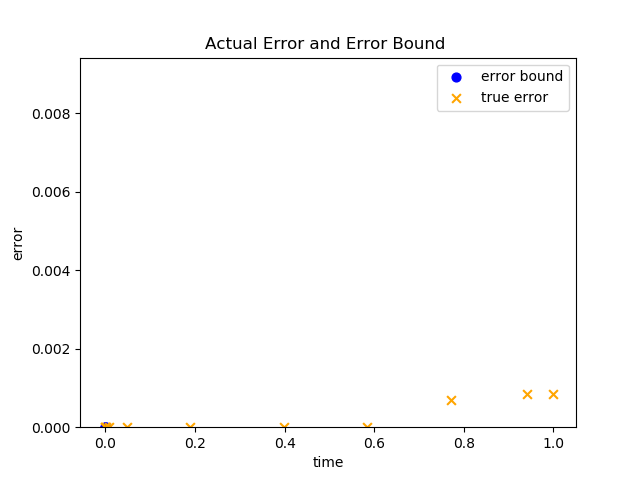 Actual Error and Error Bound
error bound
true error
0.008
0.006
0.004
0.002
0.000
error
0.0 0.2 0.4 0.6 0.8 1.0
time